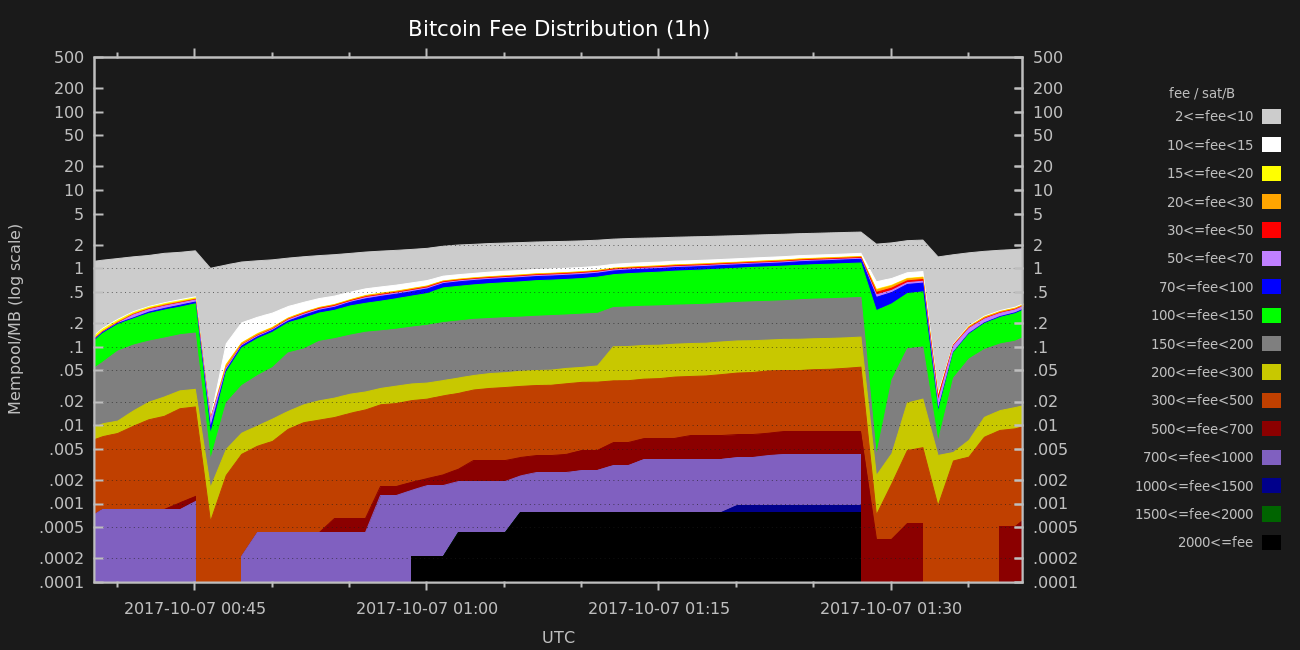 Bitcoin Fee Distribution (1h)
Mempool/MB (log scale)
500
200
100
50
20
10
5
2
1
.5
.2
.1
.05
.02
.01
.005
.002
.001
.0005
.0002
.0001
500
200
100
50
20
10
5
2
1
.5
.2
.1
.05
.02
.01
.005
.002
.001
.0005
.0002
.0001
2017-10-07 00:45
2017-10-07 01:00
2017-10-07 01:15
2017-10-07 01:30
UTC
fee / sat/B
2<=fee<10
10<=fee<15
15<=fee<20
20<=fee<30
30<=fee<50
50<=fee<70
70<=fee<100
100<=fee<150
150<=fee<200
200<=fee<300
300<=fee<500
500<=fee<700
700<=fee<1000
1000<=fee<1500
1500<=fee<2000
2000<=fee